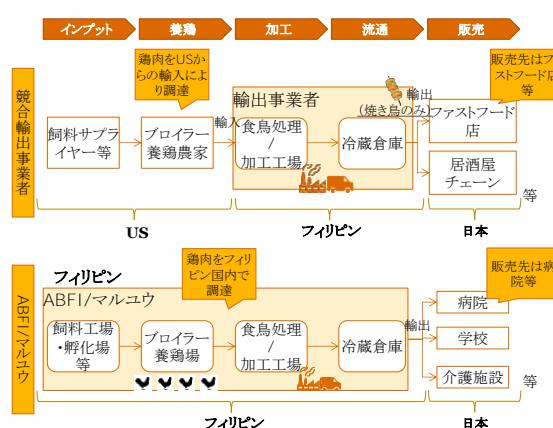 インプット
養鶏
加工
流通
販売
鶏肉をUSか
らの輸入によ
り調達
販売先はファ
ストフード店
等
競合輸出事業者
輸出事業者
輸出
(焼き鳥のみ)
飼料サプラ
イヤー等
ブロイラー
養鶏農家
輸入
食鳥処理
/
加工工場
冷蔵倉庫
ファストフード
店
居酒屋
チェーン
等
US
フィリピン
日本
鶏肉をフィリ
ピン国内で
調達
販売先は病
院等
ABFI/マルユウ
フィリピン
ABFI/マルユウ
飼料工場
・孵化場
等
ブロイラー
養鶏場
食鳥処理
/
加工工場
冷蔵倉庫
輸出
病院
学校
介護施設
等
フィリピン
日本